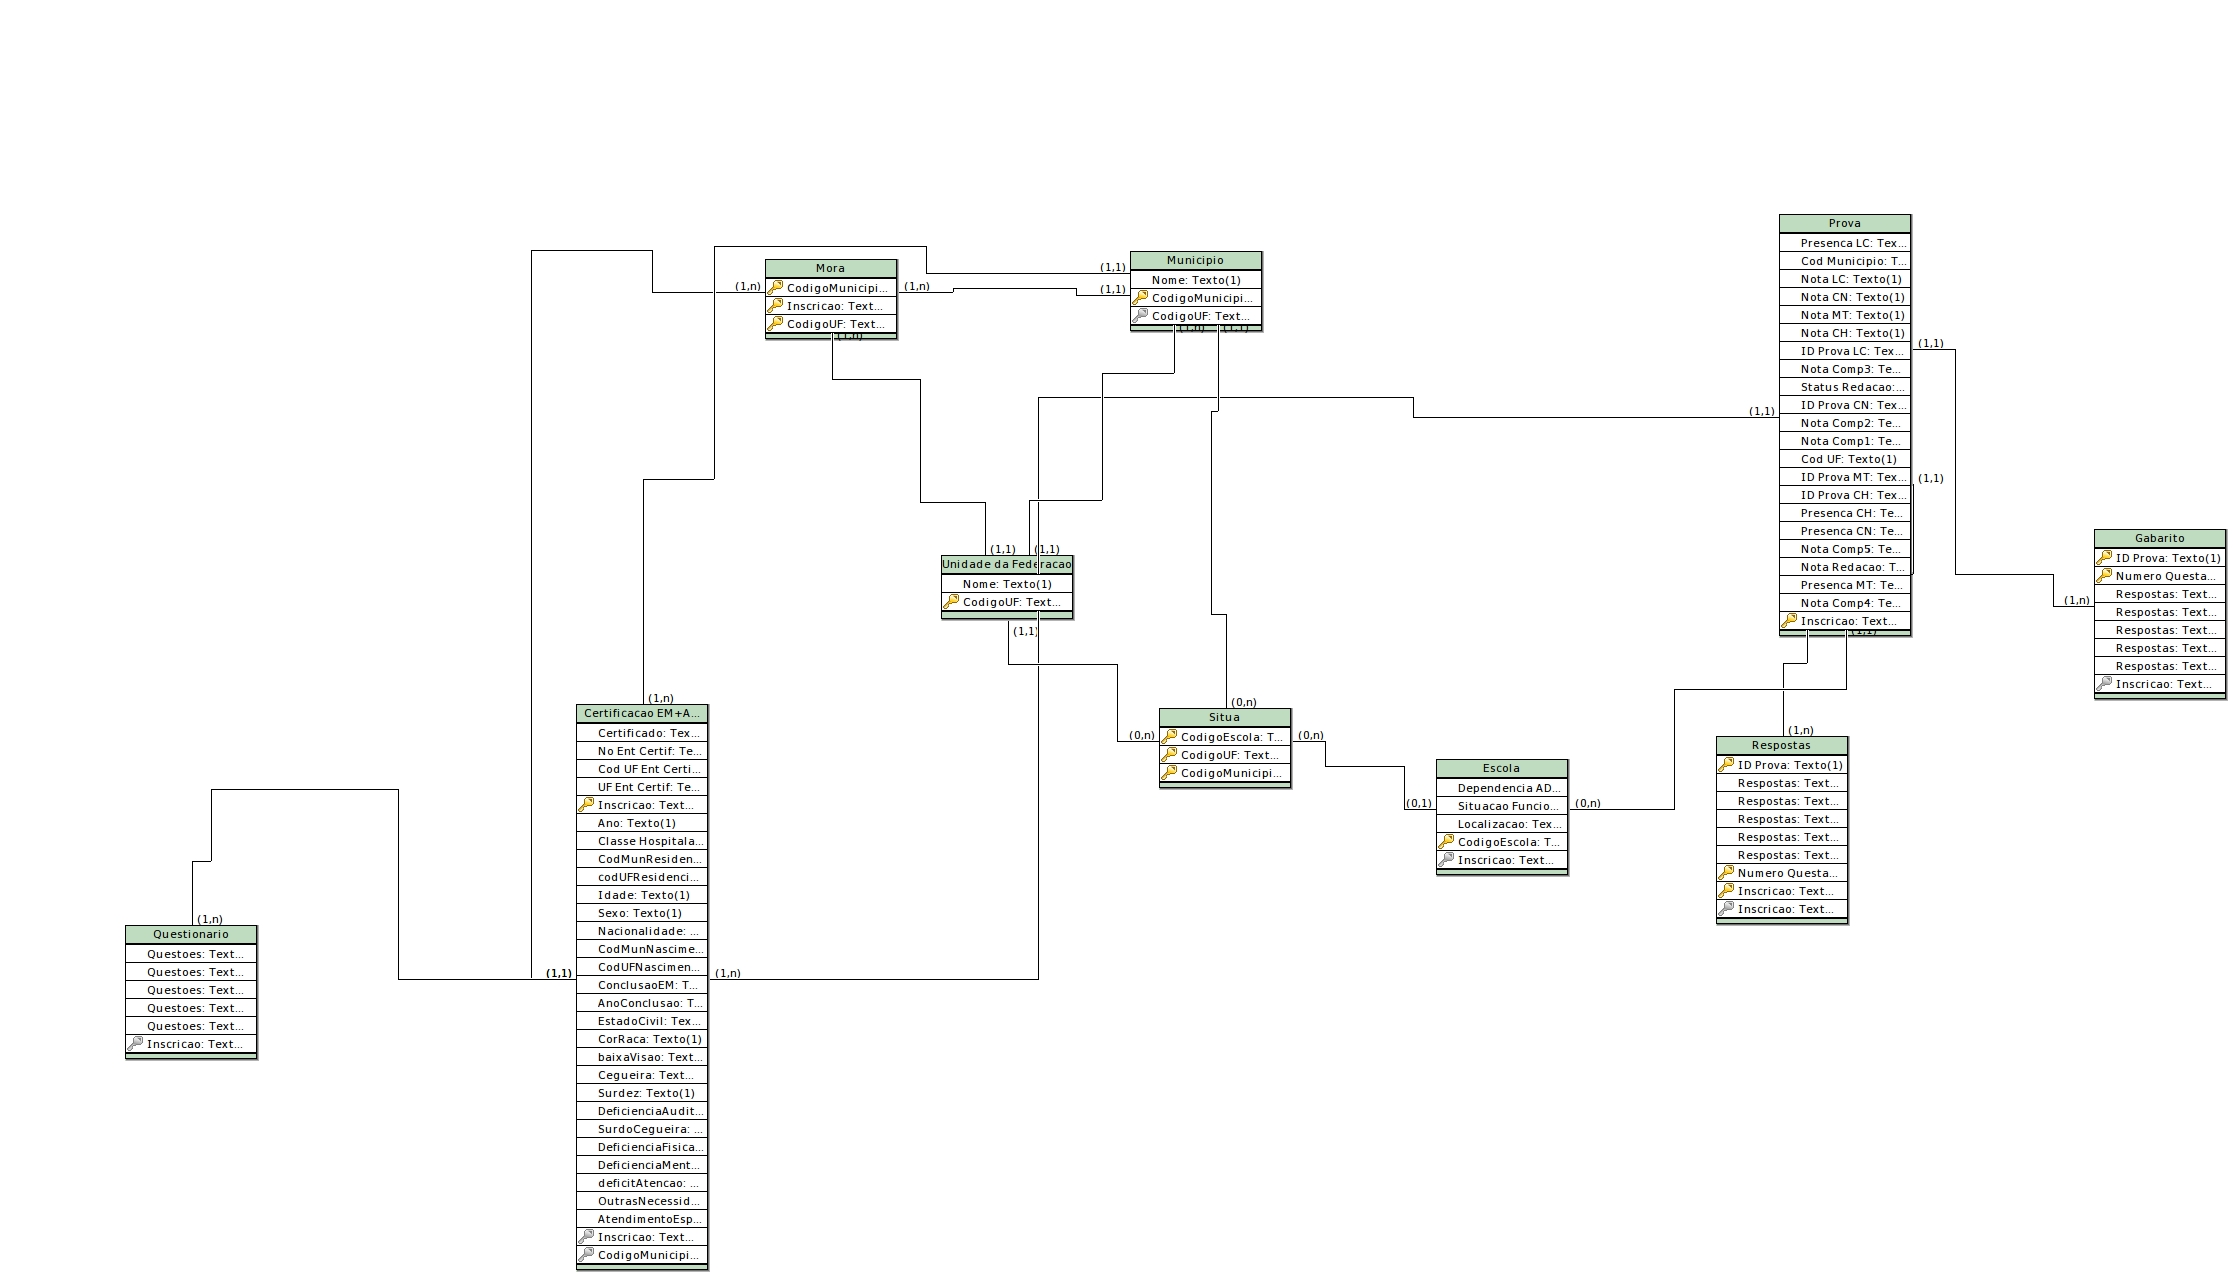 Prova
Presenca LC: Tex...
Cod Municipio: T...
Nota LC: Texto(1)
Nota CN: Texto(1)
Nota MT: Texto(1)
Nota CH: Texto(1)
ID Prova LC: Tex...
Nota Comp3: Te...
Status Redacao:...
ID Prova CN: Tex...
Nota Comp2: Te...
Nota Comp1: Te...
Cod UF: Texto(1)
ID Prova MT: Tex...
ID Prova CH: Tex...
Presenca CH: Te...
Presenca CN: Te...
Nota Comp5: Te...
Nota Redacao: T...
Presenca MT: Te...
Nota Comp4: Te...
Inscricao: Text...
(1,1)
(1,1)
(1,1)
(1,1)
Municipio
Nome: Texto(1)
CodigoMunicipi...
CodigoUF: Text...
(1,1)
(1,1)
(1,n)
(1,1)
Mora
CodigoMunicipi...
Inscricao: Text...
CodigoUF: Text...
(1,n)
(1,n)
(1,n)
Gabarito
ID Prova: Texto(1)
Numero Questa...
Respostas: Text...
Respostas: Text...
Respostas: Text...
Respostas: Text...
Respostas: Text...
Inscricao: Text...
(1,n)
(1,1)
(1,1)
Unidade da Federacao
Nome: Texto(1)
CodigoUF: Text...
(1,1)
(1,n)
Certificacao EM+A...
Certificado: Tex...
No Ent Certif: Te...
Cod UF Ent Certi...
UF Ent Certif: Te...
Inscricao: Text...
Ano: Texto(1)
Classe Hospitala...
CodMunResiden...
codUFResidenci...
Idade: Texto(1)
Sexo: Texto(1)
Nacionalidade: ...
CodMunNascime...
CodUFNascimen...
ConclusaoEM: T...
AnoConclusao: T...
EstadoCivil: Tex...
CorRaca: Texto(1)
baixaVisao: Text...
Cegueira: Text...
Surdez: Texto(1)
DeficienciaAudit...
SurdoCegueira: ...
DeficienciaFisica...
DeficienciaMent...
deficitAtencao: ...
OutrasNecessid...
AtendimentoEsp...
Inscricao: Text...
CodigoMunicipi...
(1,1)
(1,n)
(0,n)
Situa
CodigoEscola: T...
CodigoUF: Text...
CodigoMunicipi...
(0,n)
(0,n)
Escola
Dependencia AD...
Situacao Funcio...
Localizacao: Tex...
CodigoEscola: T...
Inscricao: Text...
(0,1)
(0,n)
(1,n)
Respostas
ID Prova: Texto(1)
Respostas: Text...
Respostas: Text...
Respostas: Text...
Respostas: Text...
Respostas: Text...
Numero Questa...
Inscricao: Text...
Inscricao: Text...
(1,n)
Questionario
Questoes: Text...
Questoes: Text...
Questoes: Text...
Questoes: Text...
Questoes: Text...
Inscricao: Text...